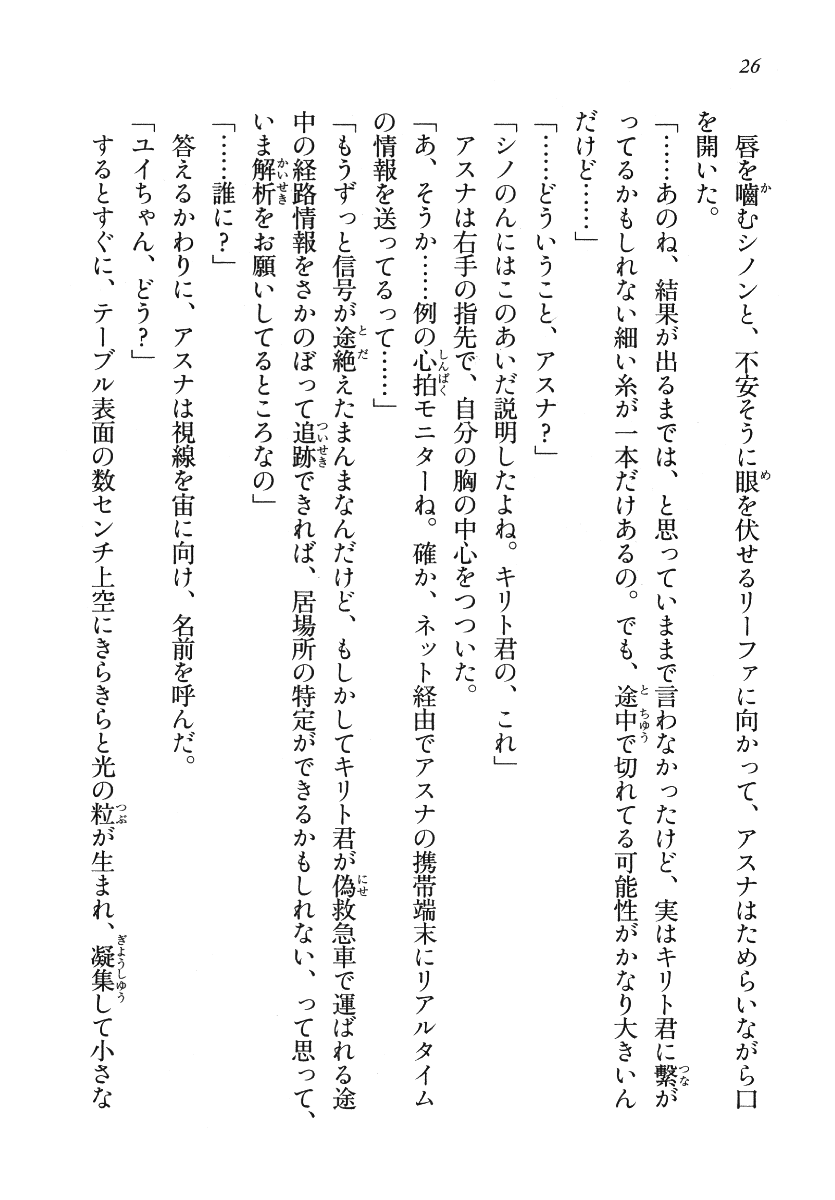 26
唇を嚙むシノンと、不安そうに眼を伏せるリーファに向かって、アスナはためらいながら口
を開いた。
「……あのね、結果が出るまでは、と思っていままで言わなかったけど、実はキリト君に繫が
ってるかもしれない細い糸が一本だけあるの。でも、途中で切れてる可能性がかなり大きいん
だけど……」
「……どういうこと、アスナ？」
「シノのんにはこのあいだ説明したよね。キリト君の、これ」
アスナは右手の指先で、自分の胸の中心をつついた。
「あ、そうか……例の心拍モニターね。確か、ネット経由でアスナの携帯端末にリアルタイム
の情報を送ってるって……」
「もうずっと信号が途絶えたまんまなんだけど、もしかしてキリト君が偽救急車で運ばれる途
中の経路情報をさかのぼって追跡できれば、居場所の特定ができるかもしれない、って思って、
いま解析をお願いしてるところなの」
「……誰に？」
答えるかわりに、アスナは視線を宙に向け、名前を呼んだ。
「ユイちゃん、どう？」
するとすぐに、テーブル表面の数センチ上空にきらきらと光の粒が生まれ、凝集して小さな